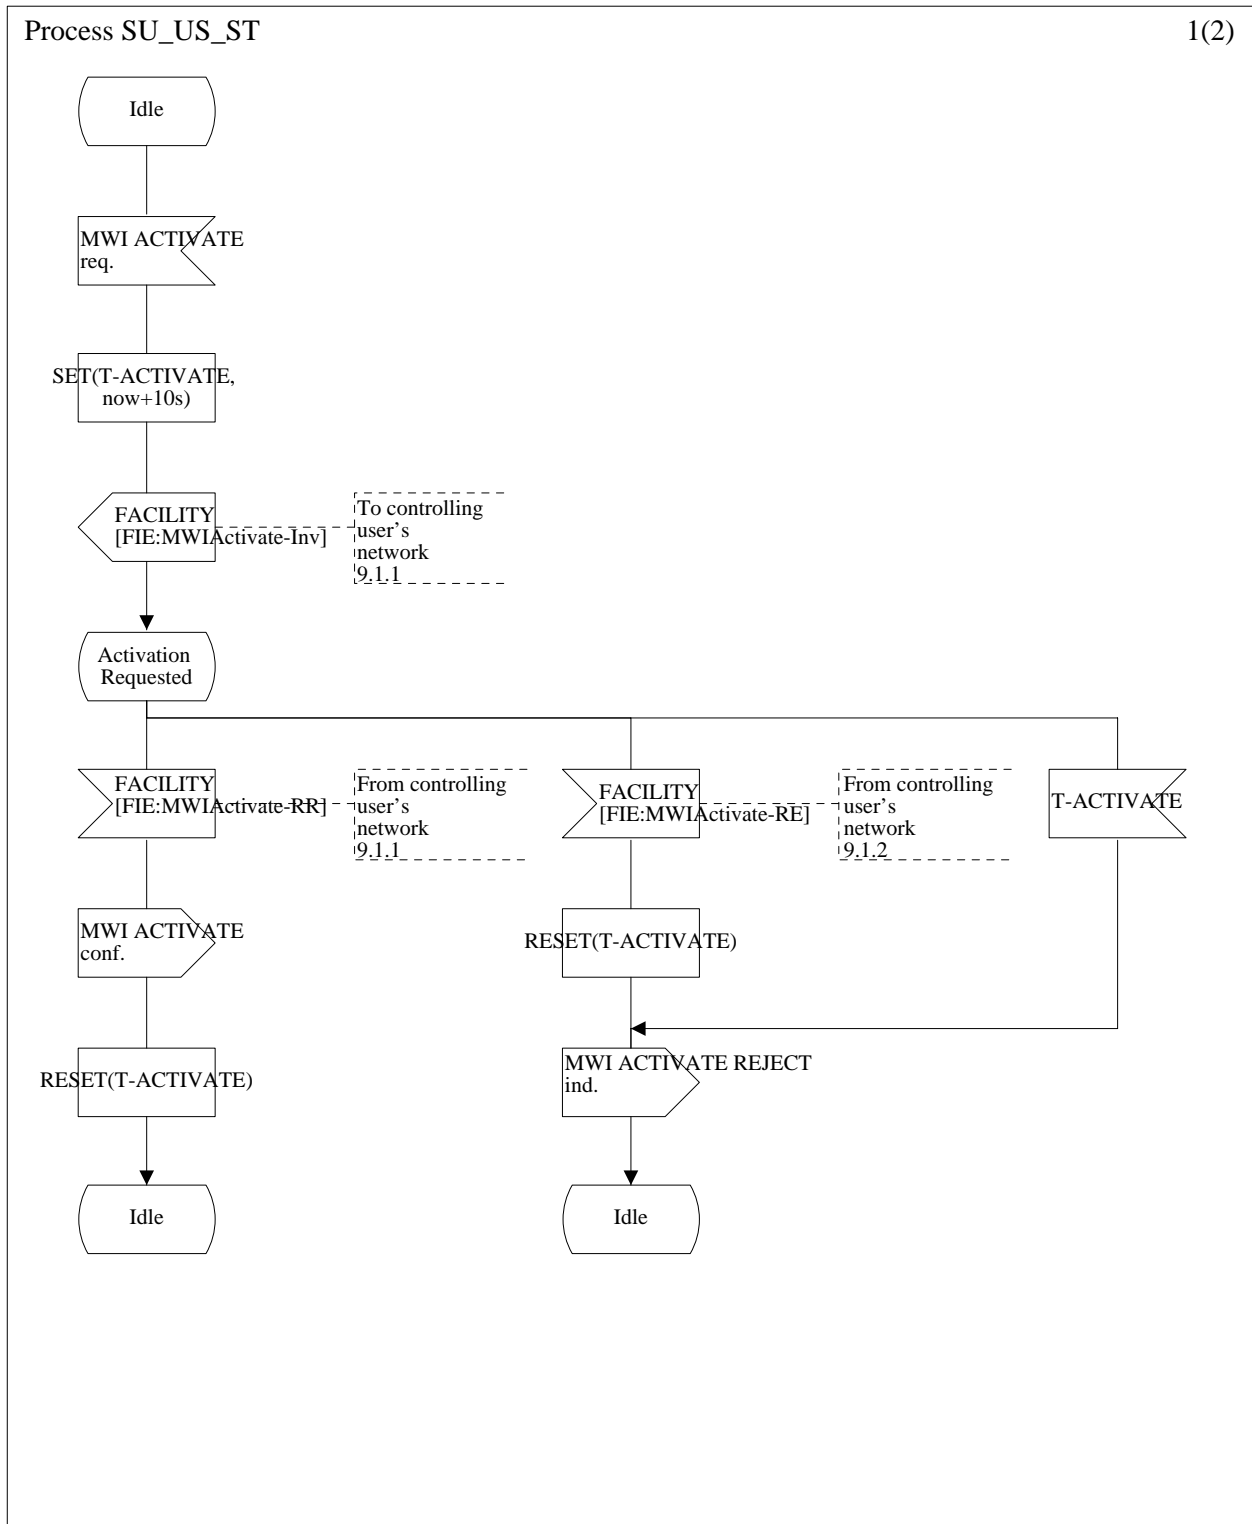 Process SU_US_ST
1(2)
Idle
MWI ACTIVATE
req.
SET(T-ACTIVATE,
now+10s)
FACILITY
[FIE:MWIActivate-Inv]
To controlling
user's
network
9.1.1
Activation
Requested
FACILITY
[FIE:MWIActivate-RR]
From controlling
user's
network
9.1.1
FACILITY
[FIE:MWIActivate-RE]
From controlling
user's
network
9.1.2
T-ACTIVATE
MWI ACTIVATE
conf.
RESET(T-ACTIVATE)
RESET(T-ACTIVATE)
MWI ACTIVATE REJECT
ind.
Idle
Idle